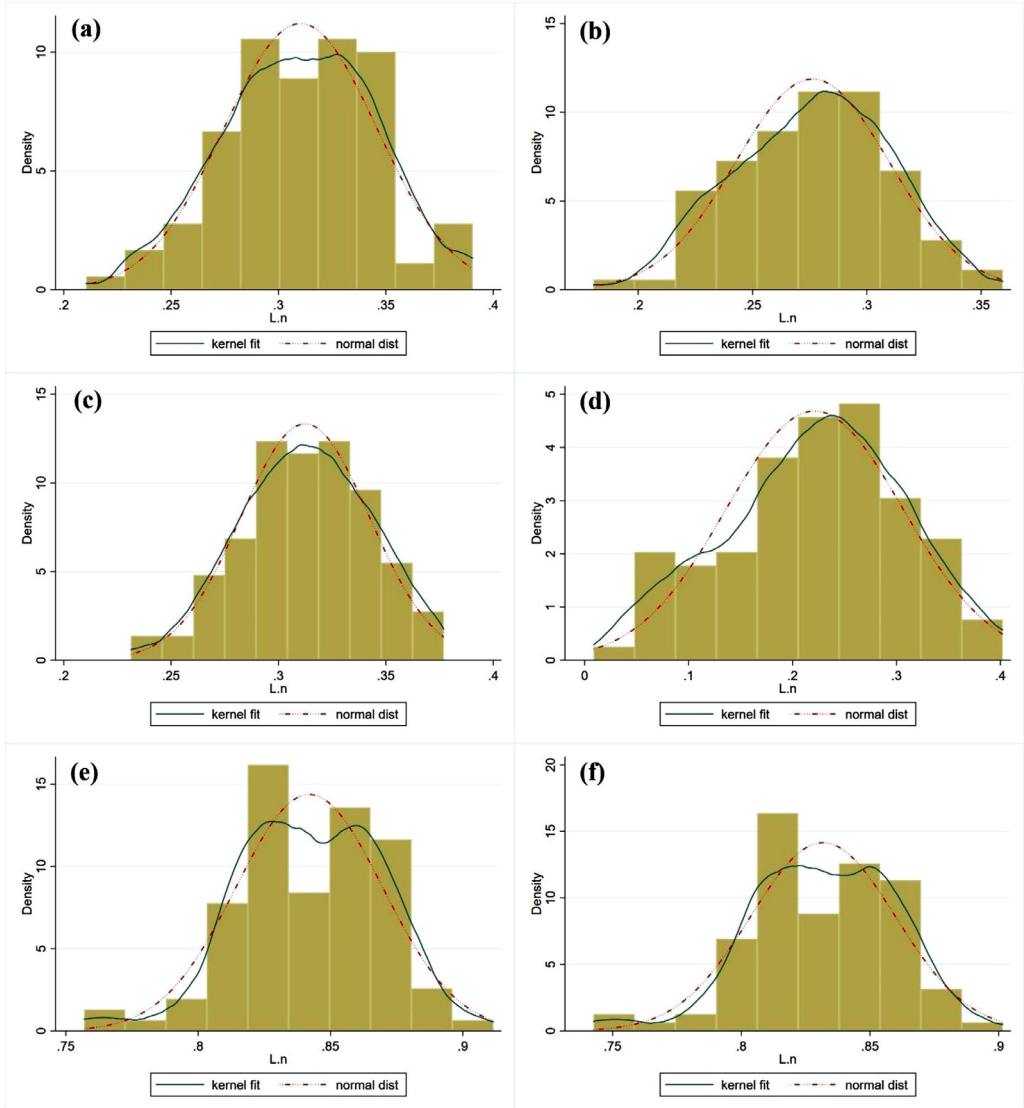 (a)
10
5
0
Density
.2 .25 .3 .35 .4
L.n
kernel fit normal dist
(b)
15
10
5
0
Density
.2 .25 .3 .35
L.n
kernel fit normal dist
(c)
15
10
5
0
Density
.2 .25 .3 .35 .4
L.n
kernel fit normal dist
(d)
5
4
3
2
1
0
Density
0 .1 .2 .3 .4
L.n
kernel fit normal dist
(e)
15
10
5
0
Density
.75 .8 .85 .9
L.n
kernel fit normal dist
(f)
20
15
10
5
0
Density
.75 .8 .85 .9
L.n
kernel fit normal dist